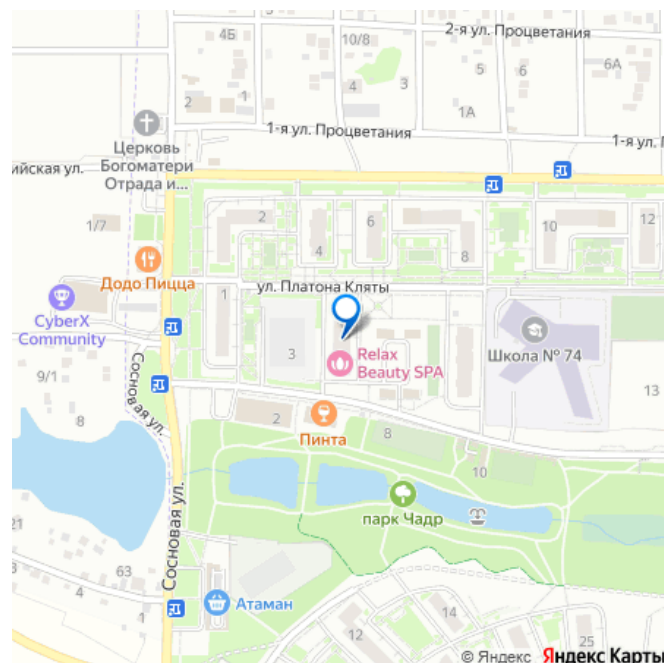 2-я ул. Процветания
4Б
10/8
6А
5
6
3
4
2
1
1А
1-я ул. Процветания
1-я ул. П
Церковь
Богоматери
Отрада и...
ийская ул.
2
6
4
8
10
12
1/7
Додо Пицца
ул. Платона Кляты
CyberX
Community
1
3
Relax
Beauty SPA
Школа № 74
13
9/1
8
Сосновая ул.
2
Пинта
8
10
парк Чадр
Сосновая ул.
21
63
4
1
3
Атаман
14
12
25
© Яндекс Яндекс Карты